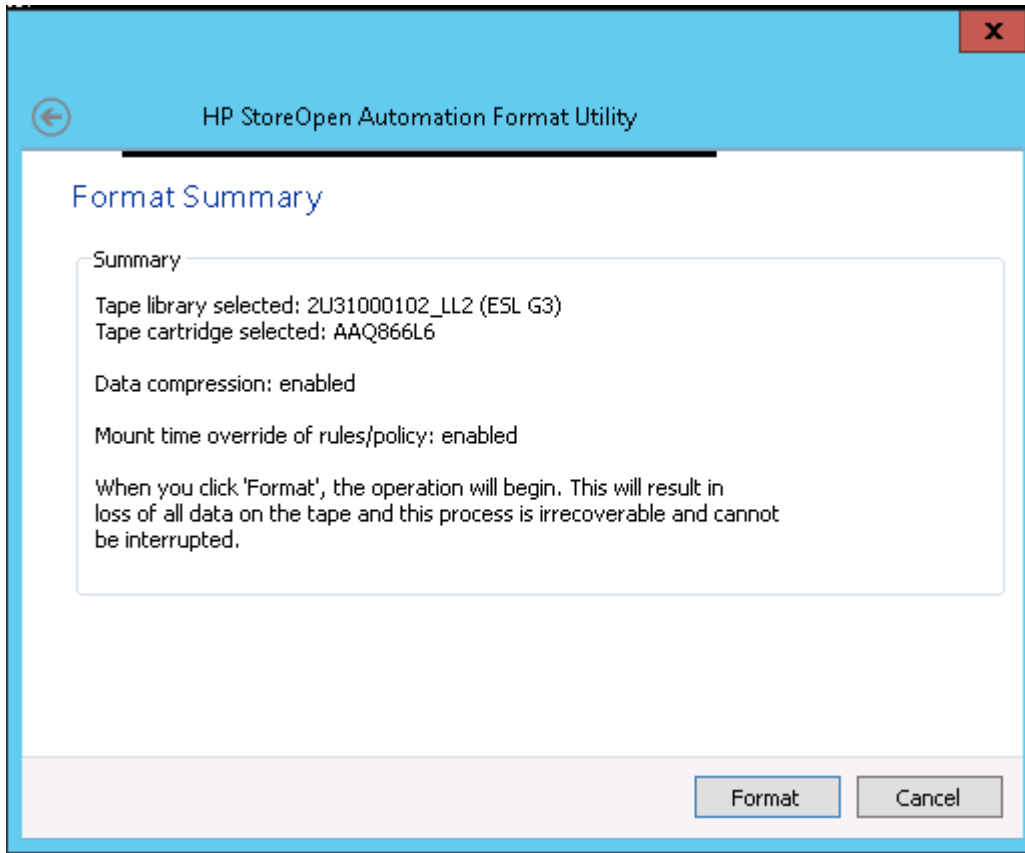 x
HP StoreOpen Automation Format Utility
Format Summary
Summary
Tape library selected: 2U31000102_LL2 (ESL G3)
Tape cartridge selected: AAQ866L6
Data compression: enabled
Mount time override of rules/policy: enabled
When you click 'Format', the operation will begin. This will result in
loss of all data on the tape and this process is irrecoverable and cannot
be interrupted.
Format
Cancel